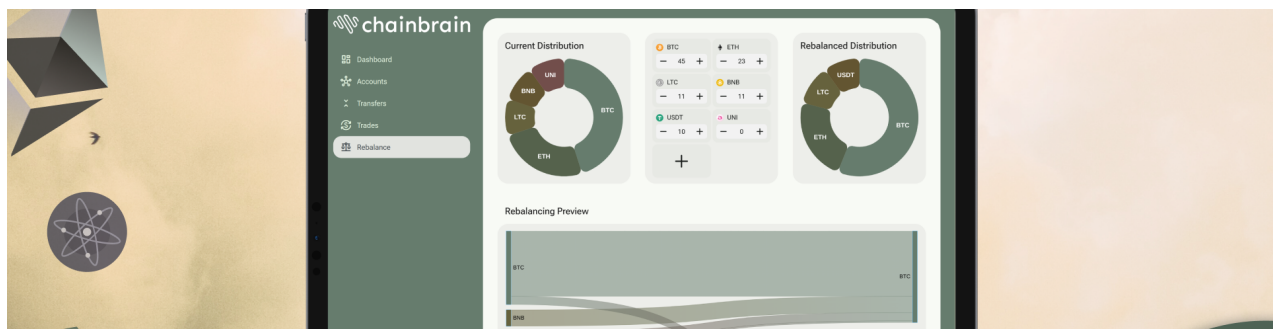 chainbrain
Dashboard
Accounts
Transfers
Trades
Rebalance
Current Distribution
UNI
BNB
LTC
ETH
BTC
BTC
ETH
— 45 +
— 23 +
LTC
BNB
— 11 +
— 11 +
USDT
UNI
— 10 +
— 0 +
+
Rebalanced Distribution
USDT
LTC
ETH
BTC
Rebalancing Preview
BTC
BTC
BNB